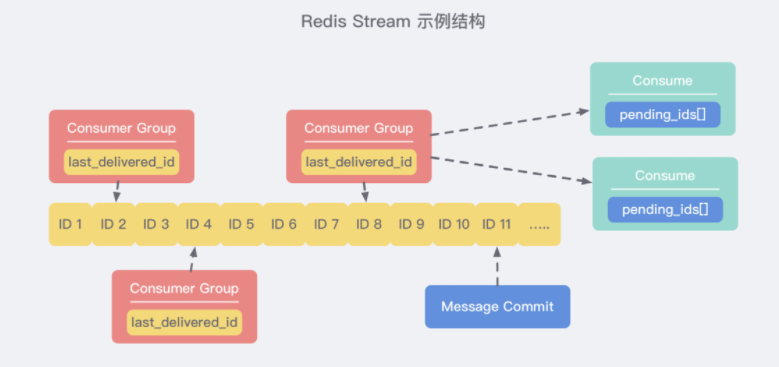 Redis Stream 示例结构
Consume
pending_ids[]
Consumer Group
last_delivered_id
Consumer Group
last_delivered_id
Consume
pending_ids[]
ID 1 ID 2 ID 3 ID 4 ID 5 ID 6 ID 7 ID 8 ID 9 ID 10 ID 11 .....
Consumer Group
last_delivered_id
Message Commit